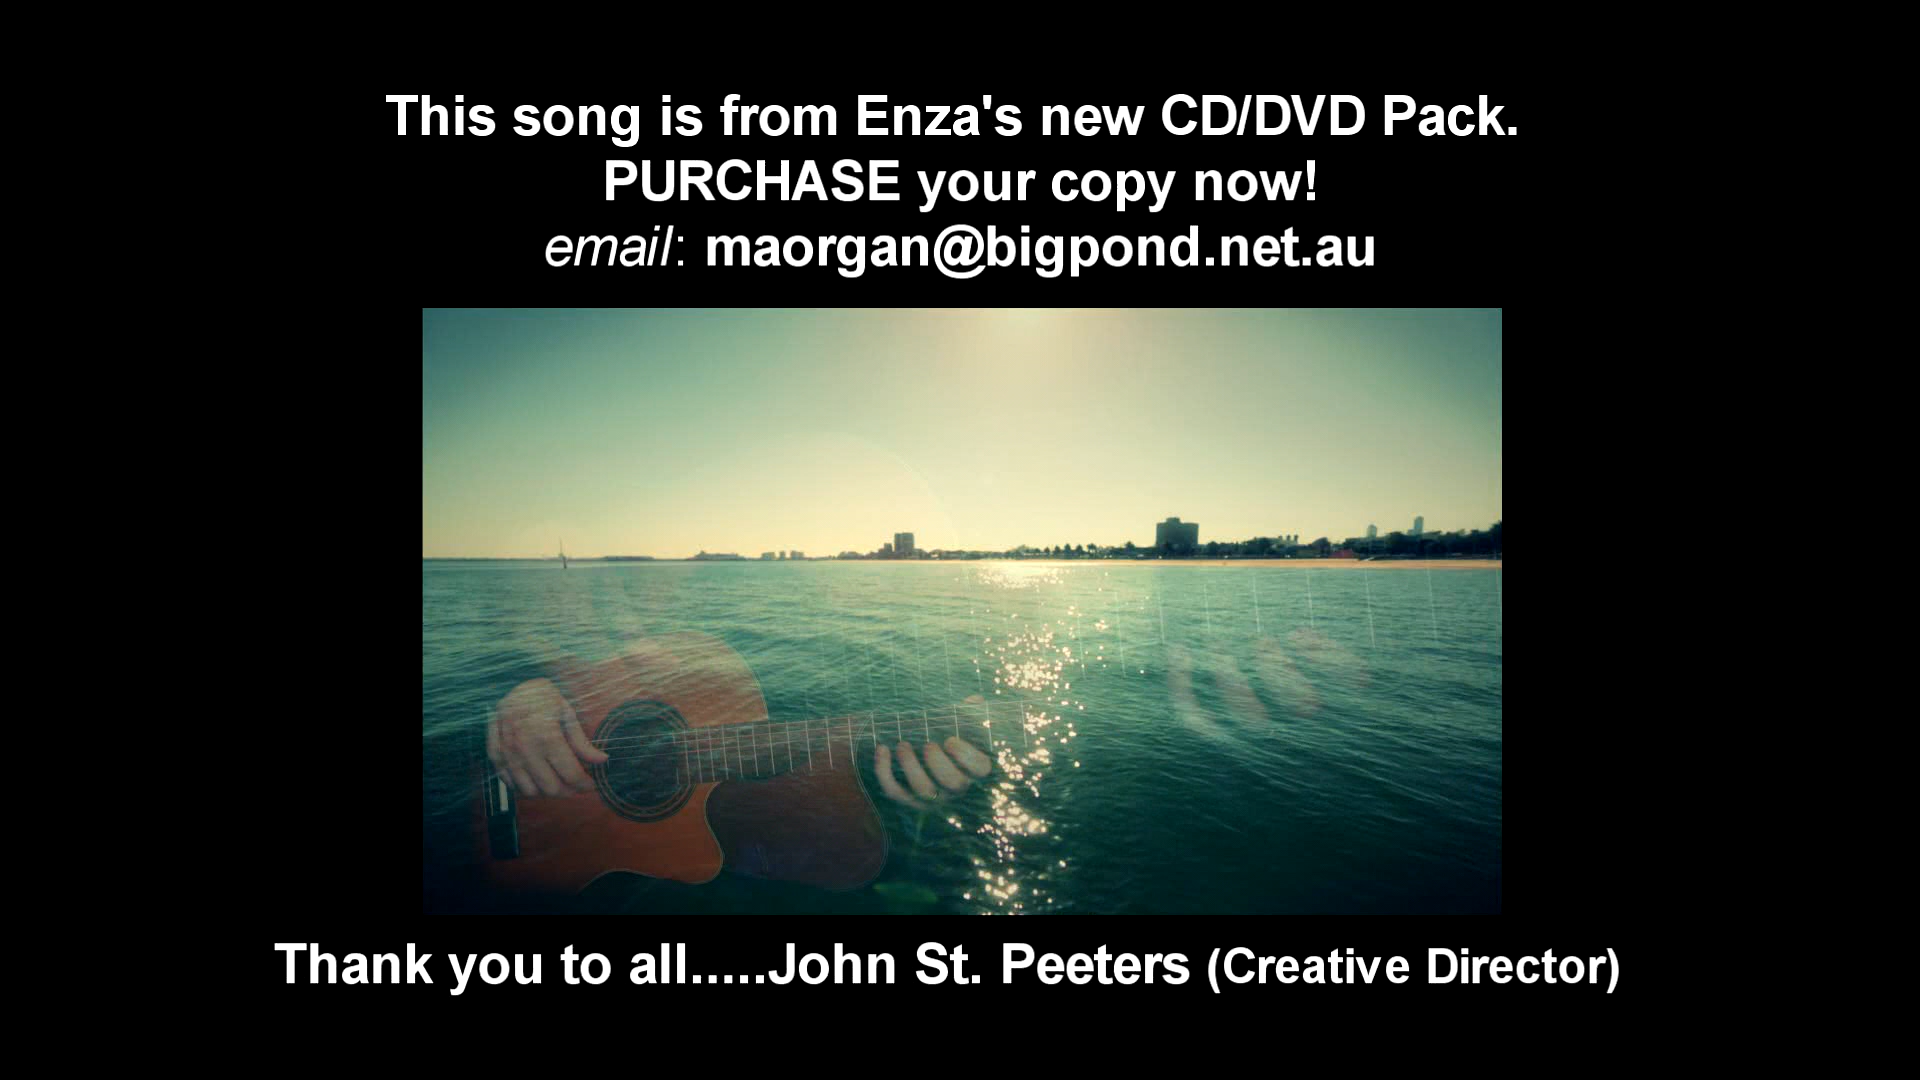 This song is from Enza's new CD/DVD Pack.
PURCHASE your copy now!
email: maorgan@bigpond.net.au
Thank you to all.....John St. Peeters (Creative Director)